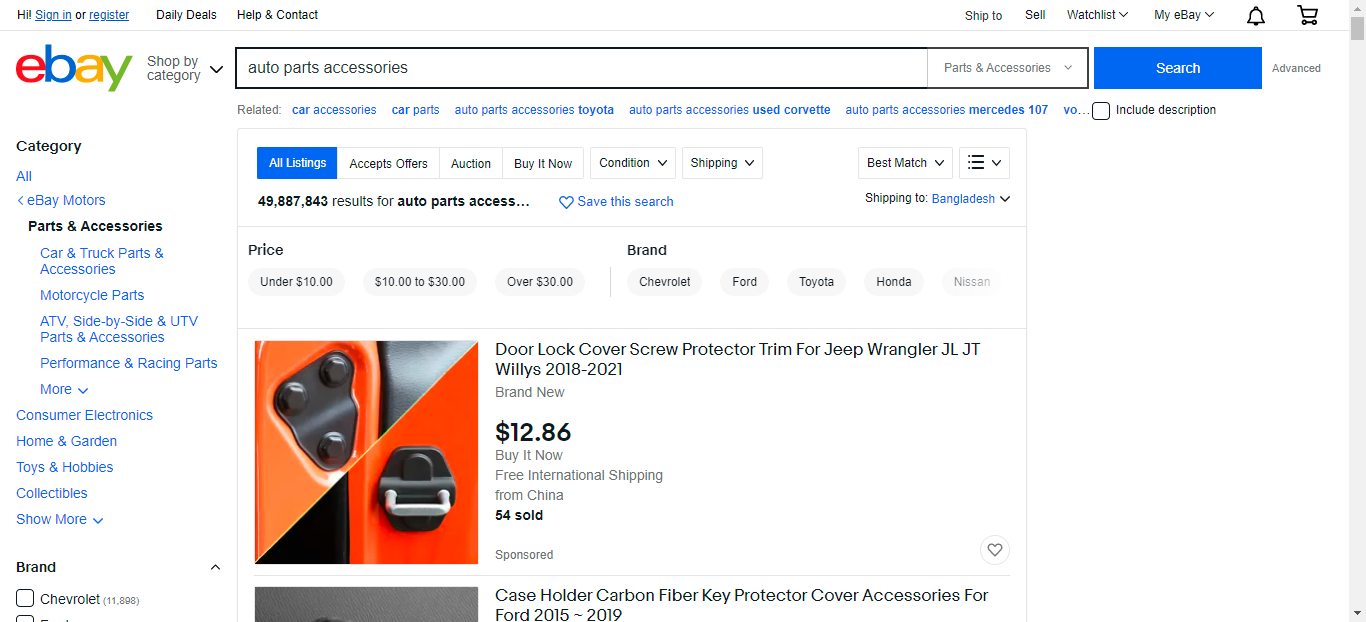 Hi! Sign in or register
Daily Deals
Help & Contact
Ship to
Sell
Watchlist
My eBay
ebay
Shop by
category
auto parts accessories
Parts & Accessories
Search
Advanced
Related:
car accessories
car parts
auto parts accessories toyota
auto parts accessories used corvette
auto parts accessories mercedes 107
vo...
Include description
Category
All
eBay Motors
Parts & Accessories
Car & Truck Parts &
Accessories
Motorcycle Parts
ATV, Side-by-Side & UTV
Parts & Accessories
Performance & Racing Parts
More
Consumer Electronics
Home & Garden
Toys & Hobbies
Collectibles
Show More
Brand
Chevrolet (11,898)
All Listings
Accepts Offers
Auction
Buy It Now
Condition
Shipping
Best Match
49,887,843 results for auto parts access...
Save this search
Shipping to: Bangladesh
Price
Under $10.00
$10.00 to $30.00
Over $30.00
Brand
Chevrolet
Ford
Toyota
Honda
Nissan
Door Lock Cover Screw Protector Trim For Jeep Wrangler JL JT
Willys 2018-2021
Brand New
$12.86
Buy It Now
Free International Shipping
from China
54 sold
Sponsored
Case Holder Carbon Fiber Key Protector Cover Accessories For
Ford 2015 ~ 2019